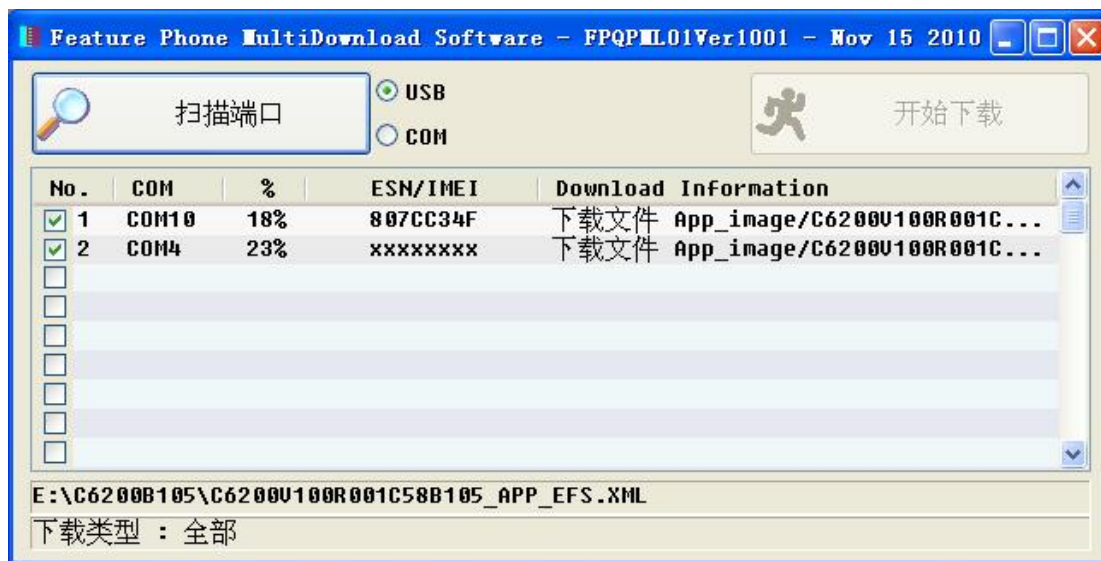 Feature Phone MultiDownload Software - FPQPML01Ver1001 - Nov 15 2010
扫描端口
USB
COM
开始下载
No. COM % ESN/IMEI Download Information
1 COM10 18% 807CC34F 下载文件 App_image/C6200V100R001C...
2 COM4 23% xxxxxxxx 下载文件 App_image/C6200V100R001C...
E:\C6200B105\C6200V100R001C58B105_APP_EFS.XML
下载类型 : 全部